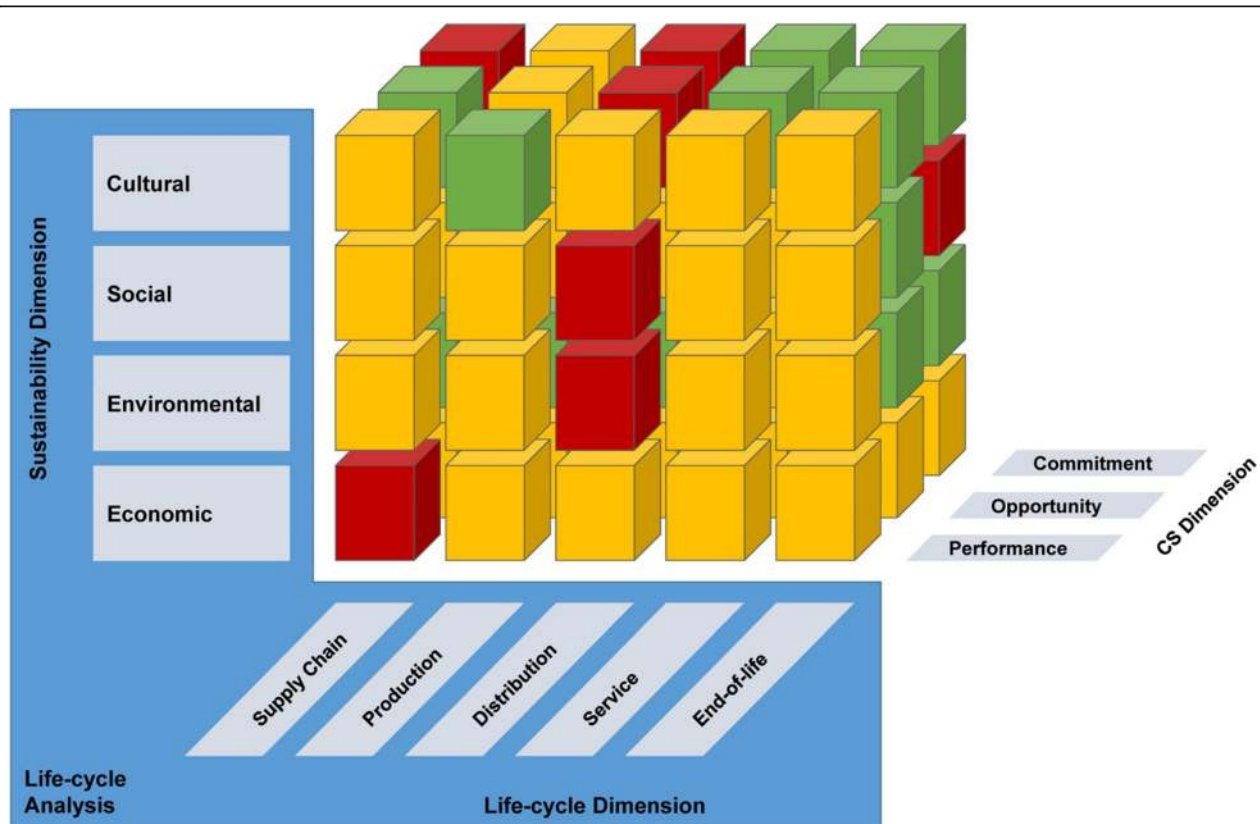 Sustainability Dimension
Cultural
Social
Environmental
Economic
Commitment
Opportunity
Performance
CS Dimension
Supply Chain
Production
Distribution
Service
End-of-life
Life-cycle
Analysis
Life-cycle Dimension